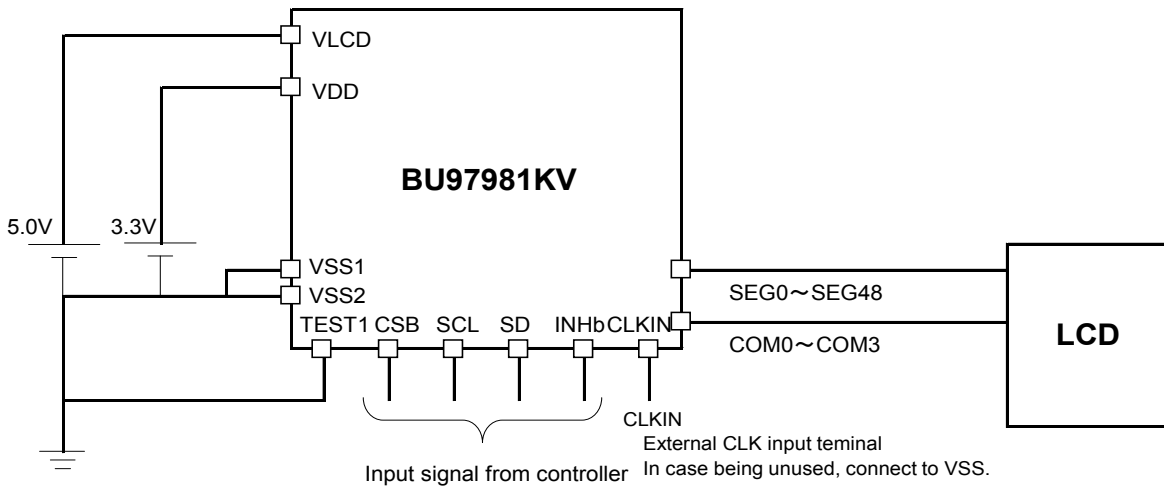 VLCD
VDD
BU97981KV
5.0V
3.3V
VSS1
VSS2
TEST1 CSB SCL SD INHb CLKIN
SEG0～SEG48
COM0～COM3
LCD
CLKIN
External CLK input teminal
In case being unused, connect to VSS.
Input signal from controller